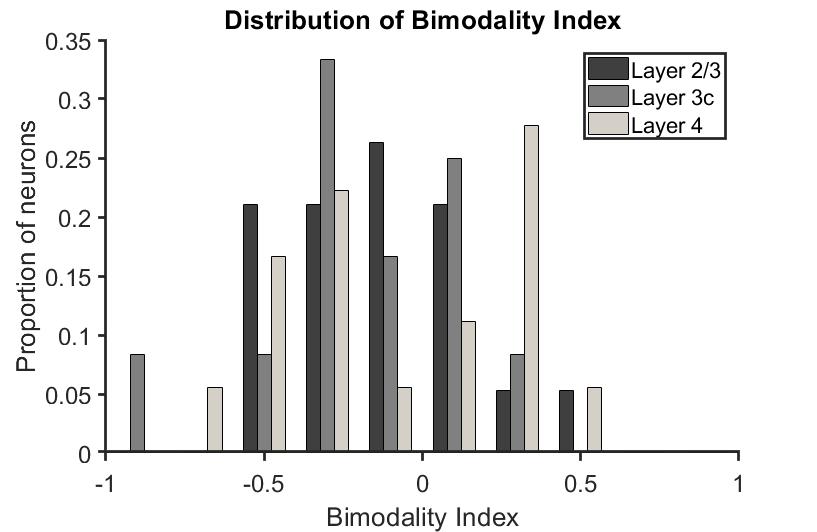 Distribution of Bimodality Index
0.35
0.3
0.25
0.2
0.15
0.1
0.05
0
Proportion of neurons
Layer 2/3
Layer 3c
Layer 4
-1
-0.5
0
0.5
1
Bimodality Index